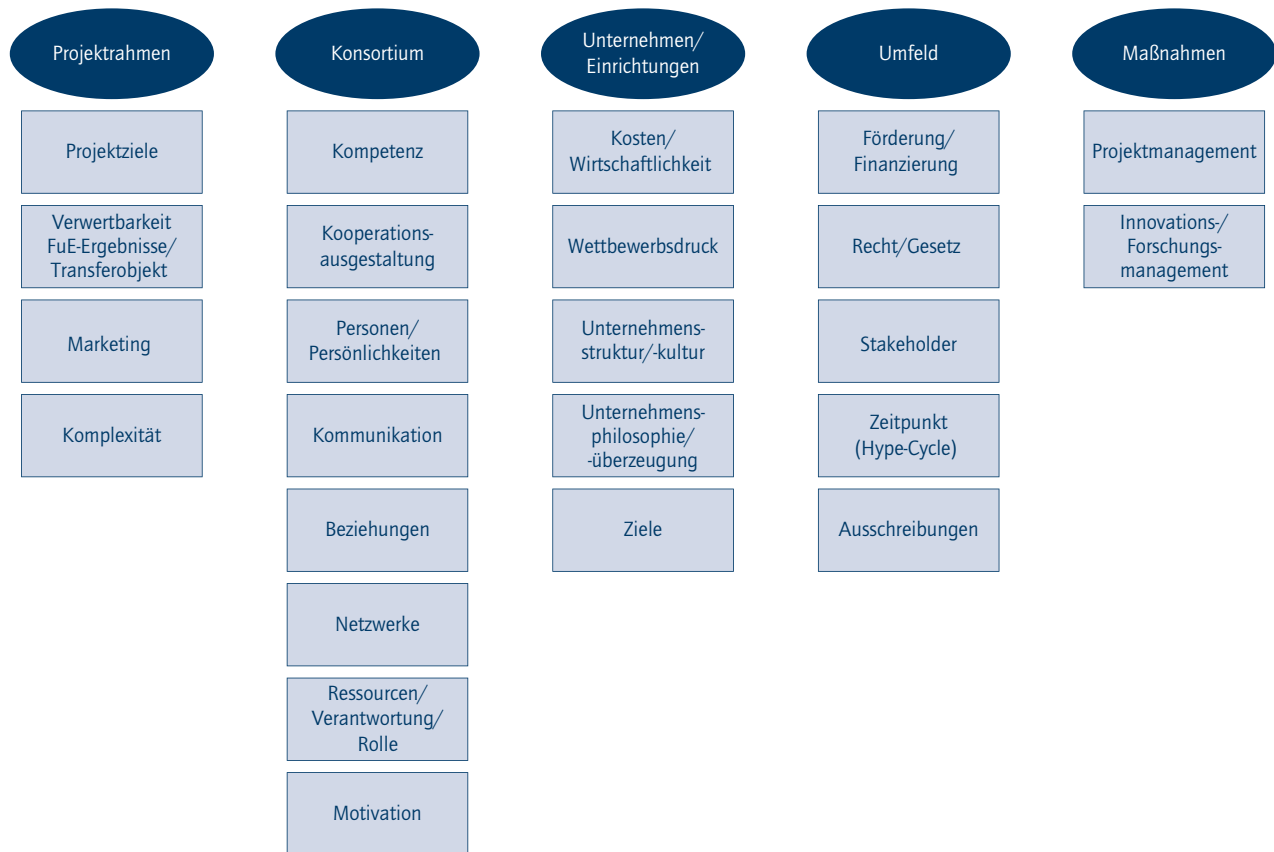 Projektrahmen
Projektziele
Verwertbarkeit
FuE-Ergebnisse/
Transferobjekt
Marketing
Komplexität
Konsortium
Kompetenz
Kooperations-
ausgestaltung
Personen/
Persönlichkeiten
Kommunikation
Beziehungen
Netzwerke
Ressourcen/
Verantwortung/
Rolle
Motivation
Unternehmen/
Einrichtungen
Kosten/
Wirtschaftlichkeit
Wettbewerbsdruck
Unternehmens-
struktur/-kultur
Unternehmens-
philosophie/
-überzeugung
Ziele
Umfeld
Förderung/
Finanzierung
Recht/Gesetz
Stakeholder
Zeitpunkt
(Hype-Cycle)
Ausschreibungen
Maßnahmen
Projektmanagement
Innovations-/
Forschungs-
management